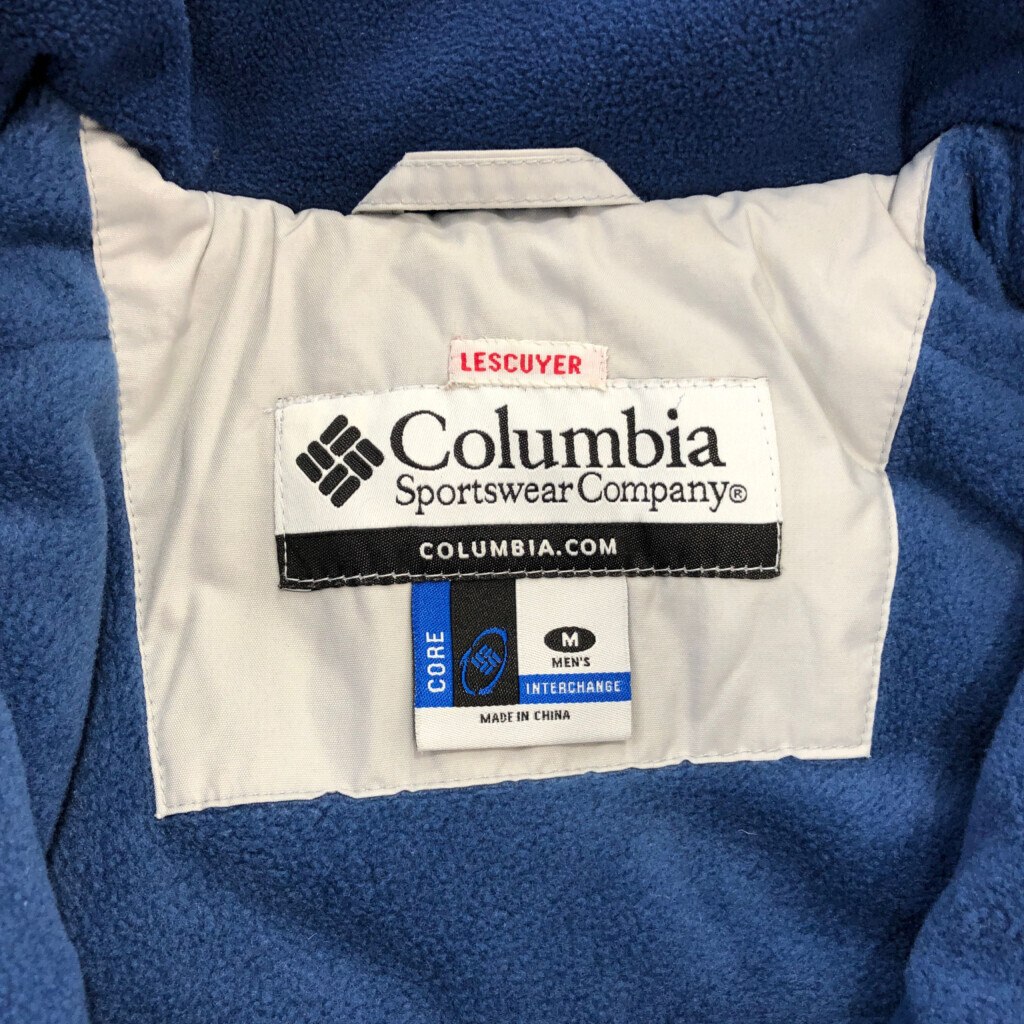 LESCUYER
Columbia
Sportswear Company®
COLUMBIA.COM
CORE
M
MEN'S
INTERCHANGE
MADE IN CHINA